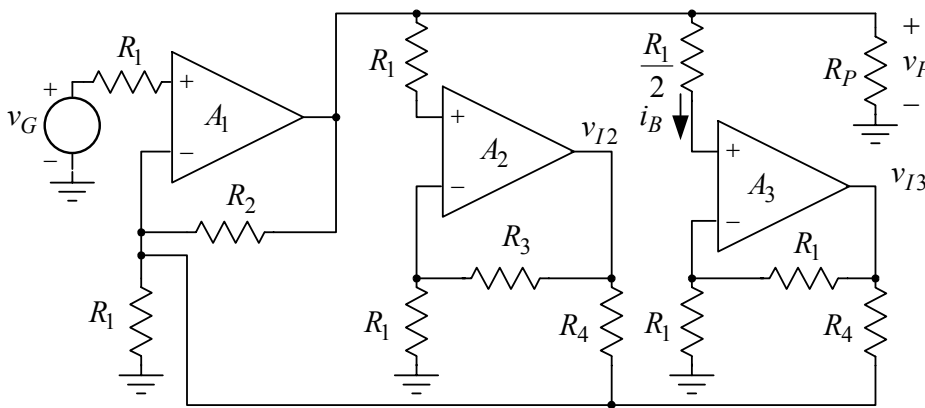 R1
+
vG
−
+
A1
−
R2
R1
R1
+
A2
−
vI2
R3
R1
R4
R1
2
iB
+
A3
−
vI3
R1
R1
R4
RP
+
−